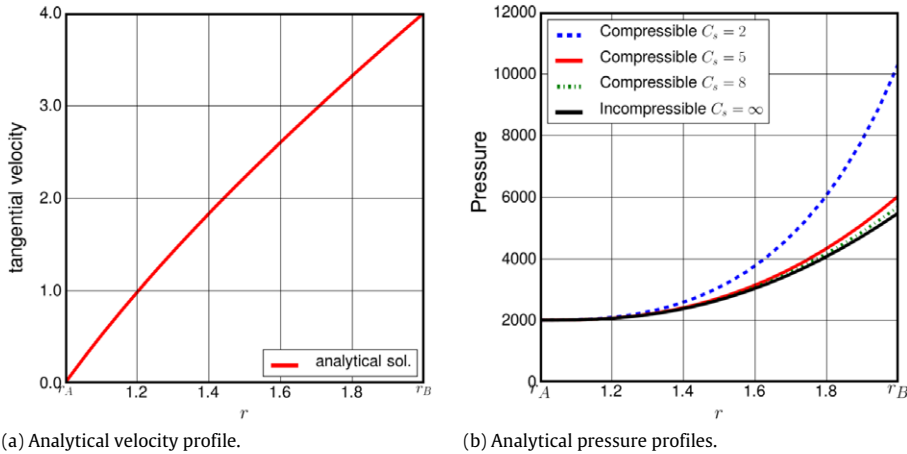 4.0
3.0
2.0
1.0
0.0
tangential velocity
analytical sol.
r_A
1.2
1.4
1.6
1.8
r_B
r
(a) Analytical velocity profile.
12000
10000
8000
6000
4000
2000
0
Pressure
Compressible C_s = 2
Compressible C_s = 5
Compressible C_s = 8
Incompressible C_s = ∞
r_A
1.2
1.4
1.6
1.8
r_B
r
(b) Analytical pressure profiles.